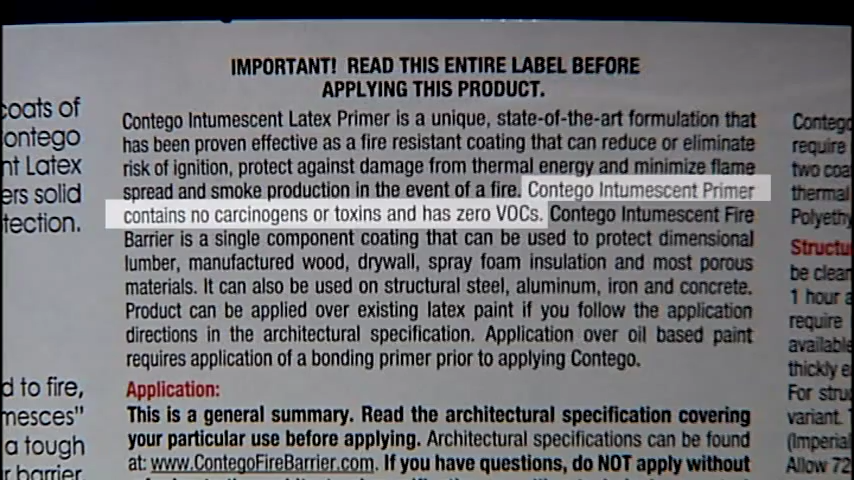 IMPORTANT! READ THIS ENTIRE LABEL BEFORE
APPLYING THIS PRODUCT.
Contego Intumescent Latex Primer is a unique, state-of-the-art formulation that
has been proven effective as a fire resistant coating that can reduce or eliminate
risk of ignition, protect against damage from thermal energy and minimize flame
spread and smoke production in the event of a fire. Contego Intumescent Primer
contains no carcinogens or toxins and has zero VOCs. Contego Intumescent Fire
Barrier is a single component coating that can be used to protect dimensional
lumber, manufactured wood, drywall, spray foam insulation and most porous
materials. It can also be used on structural steel, aluminum, iron and concrete.
Product can be applied over existing latex paint if you follow the application
directions in the architectural specification. Application over oil based paint
requires application of a bonding primer prior to applying Contego.
Application:
This is a general summary. Read the architectural specification covering
your particular use before applying. Architectural specifications can be found
at: www.ContegoFireBarrier.com. If you have questions, do NOT apply without
coats of
ontego
nt Latex
ers solid
tection.
d to fire,
mesces"
a tough
r barrier
Contego
require
two coa
thermal
Polyethy
Structu
be clean
1 hour a
require
available
thickly e
For stru
variant.
(Imperial
Allow 72